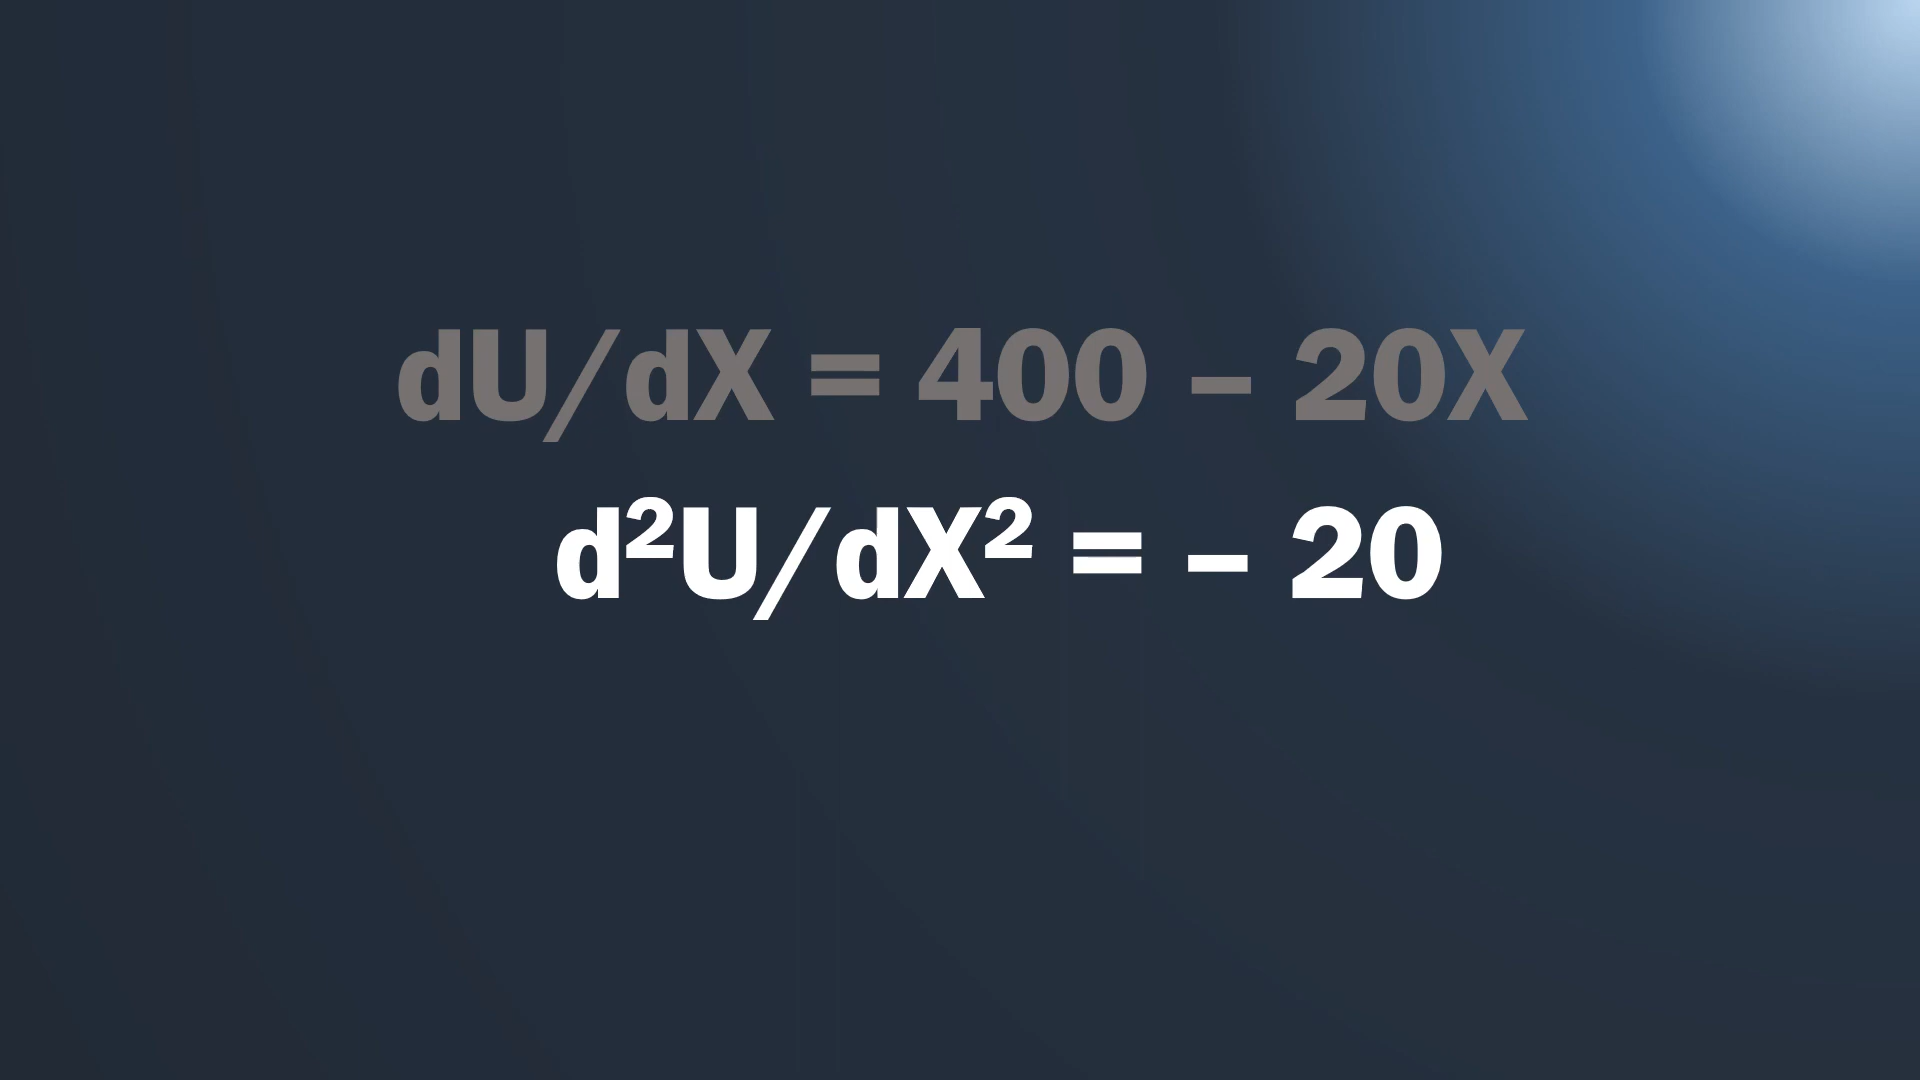 dU/dX = 400 – 20X
d²U/dX² = – 20